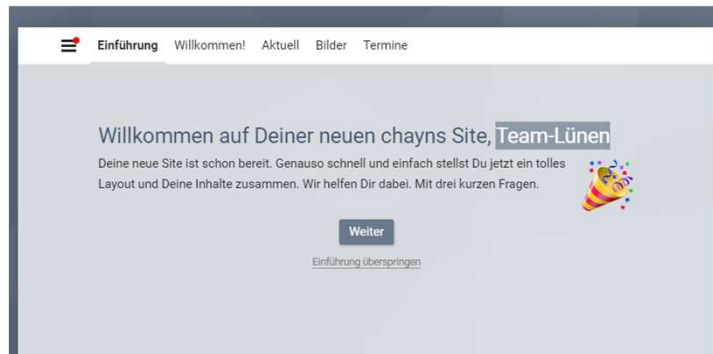 Einführung Willkommen! Aktuell Bilder Termine
Willkommen auf Deiner neuen chayns Site, Team-Lünen
Deine neue Site ist schon bereit. Genauso schnell und einfach stellst Du jetzt ein tolles
Layout und Deine Inhalte zusammen. Wir helfen Dir dabei. Mit drei kurzen Fragen.
Weiter
Einführung überspringen